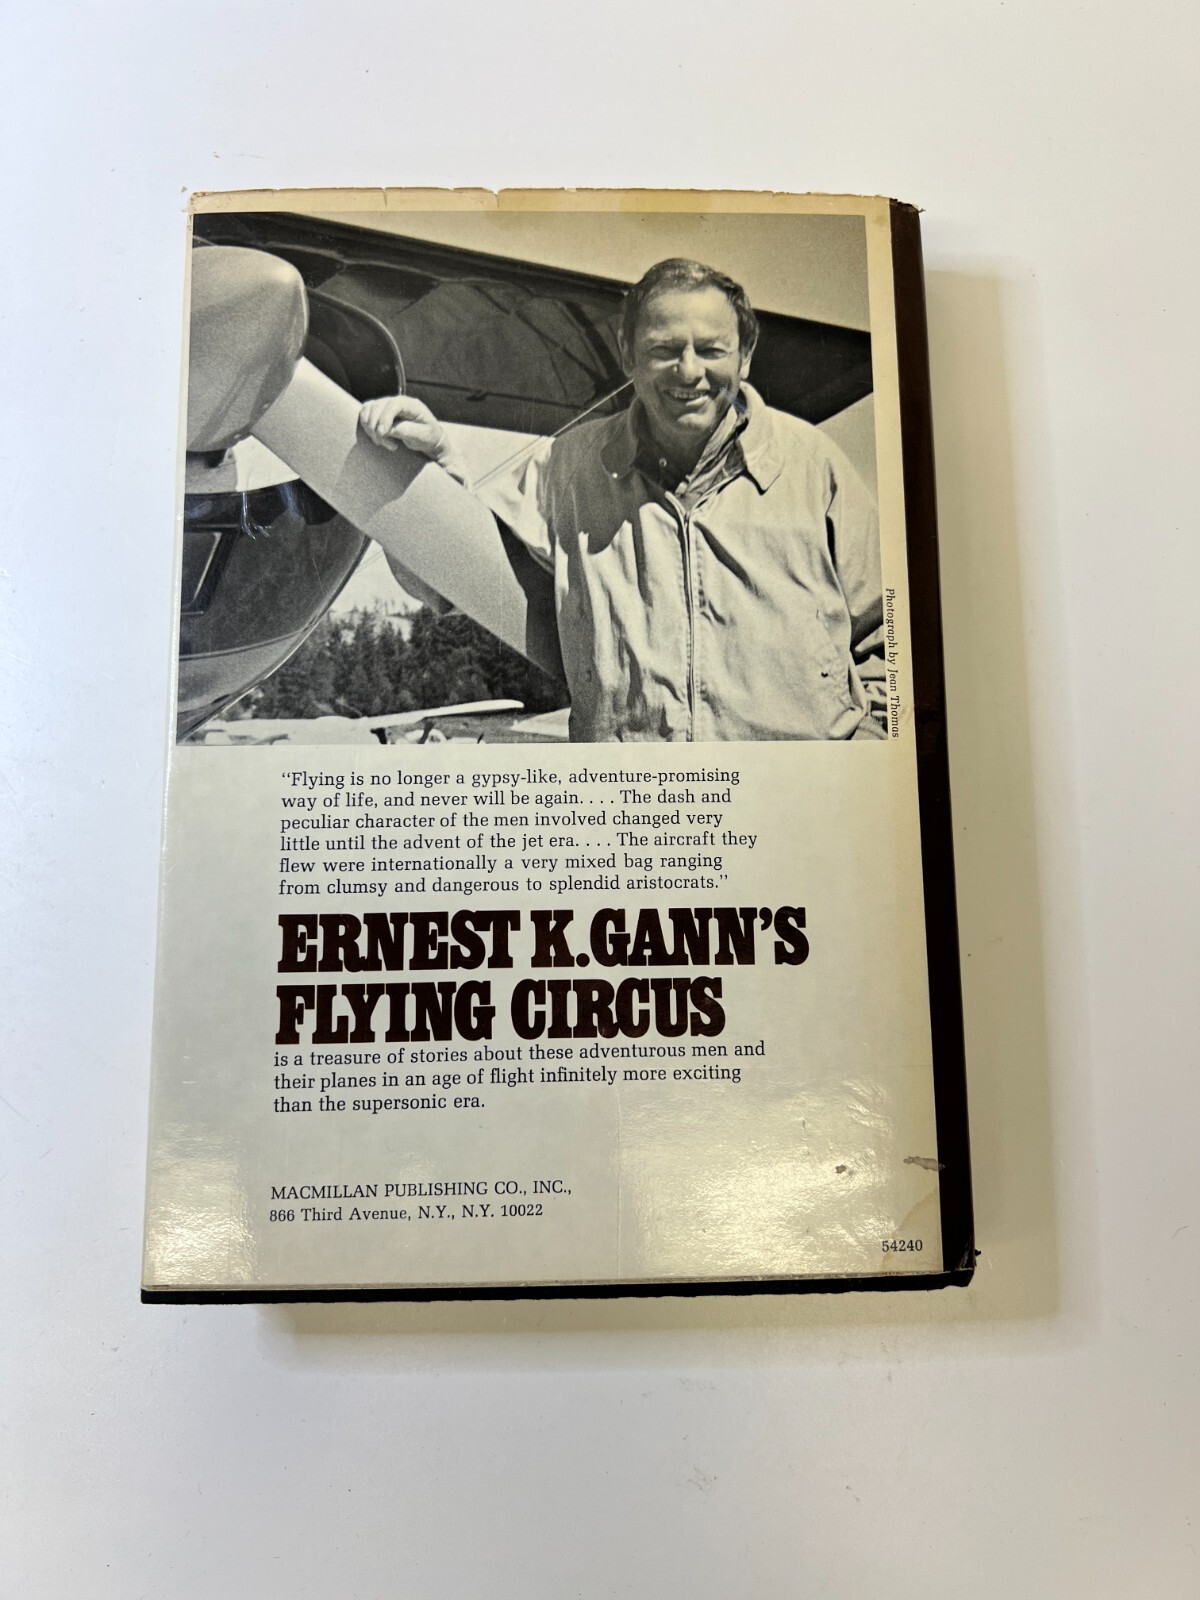 Photograph by Jean Thomas
"Flying is no longer a gypsy-like, adventure-promising
way of life, and never will be again. . . . The dash and
peculiar character of the men involved changed very
little until the advent of the jet era. . . . The aircraft they
flew were internationally a very mixed bag ranging
from clumsy and dangerous to splendid aristocrats."
ERNEST K. GANN'S
FLYING CIRCUS
is a treasure of stories about these adventurous men and
their planes in an age of flight infinitely more exciting
than the supersonic era.
MACMILLAN PUBLISHING CO., INC.,
866 Third Avenue, N.Y., N.Y. 10022
54240